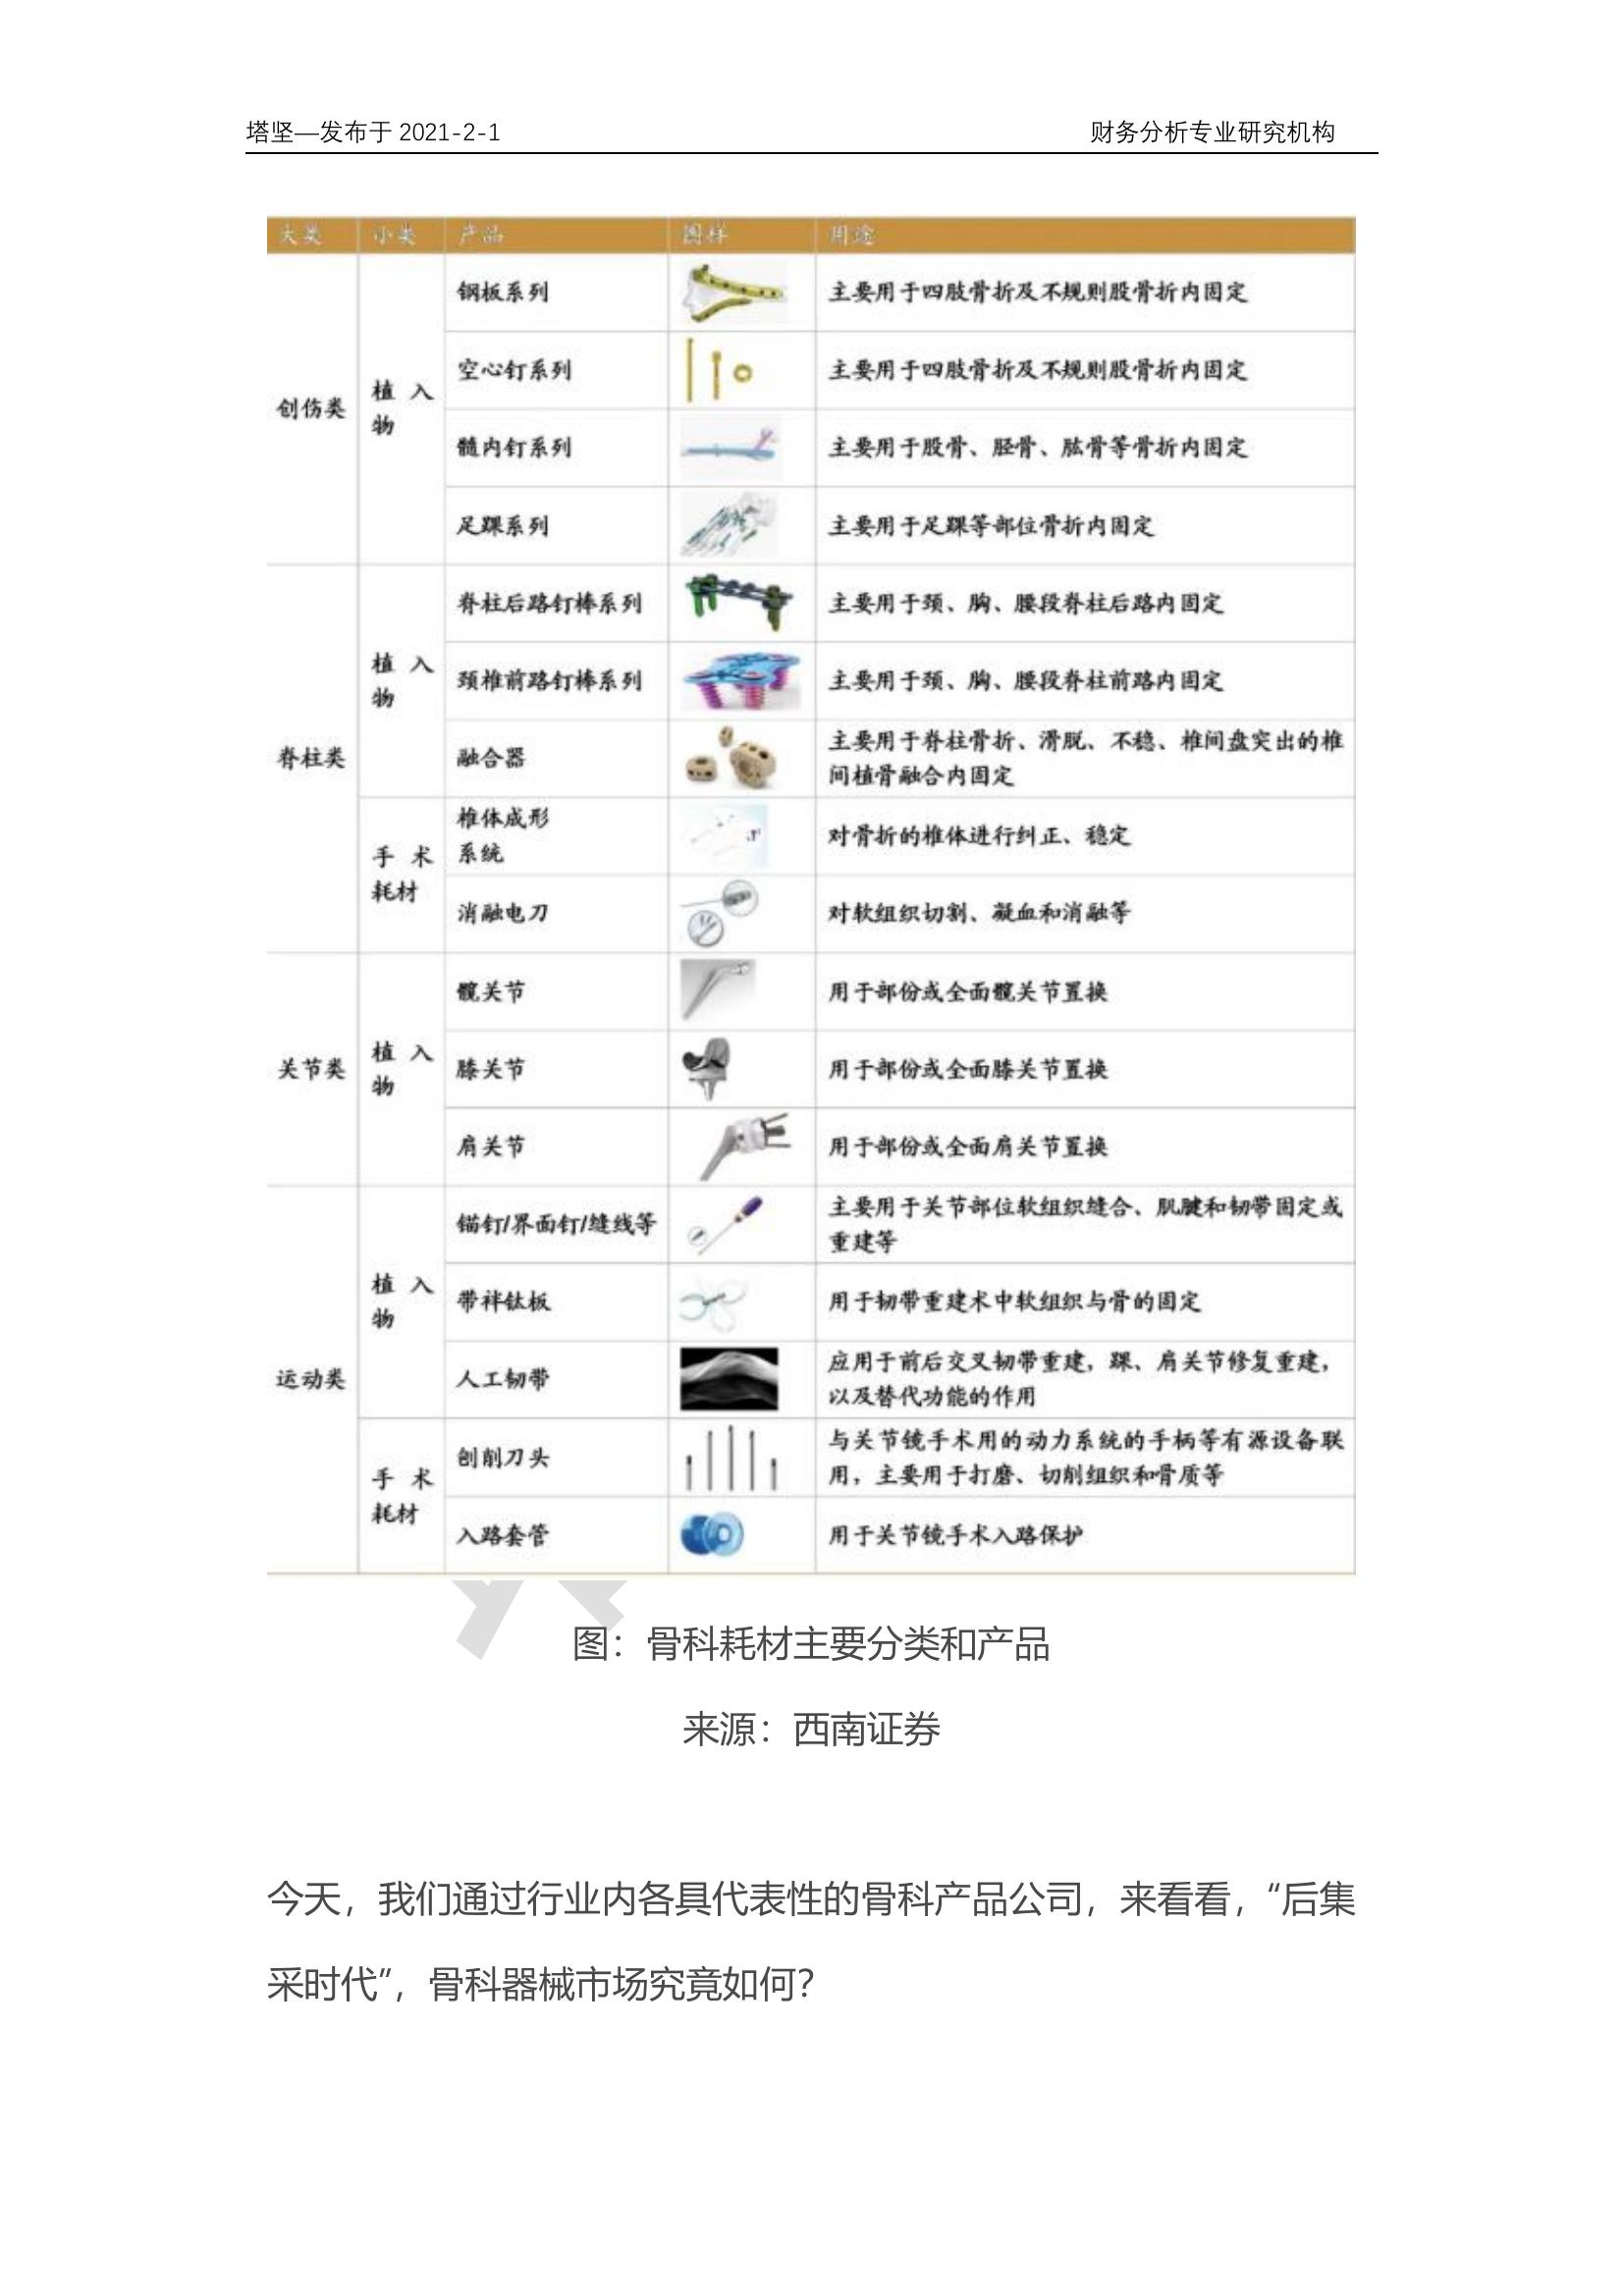 塔坚—发布于 2021-2-1 财务分析专业研究机构
大类 小类 产品 图样 用途
创伤类 植入物 钢板系列 主要用于四肢骨折及不规则股骨折内固定
空心钉系列 主要用于四肢骨折及不规则股骨折内固定
髓内钉系列 主要用于股骨、胫骨、肱骨等骨折内固定
足踝系列 主要用于足踝等部位骨折内固定
脊柱类 植入物 脊柱后路钉棒系列 主要用于颈、胸、腰段脊柱后路内固定
颈椎前路钉棒系列 主要用于颈、胸、腰段脊柱前路内固定
融合器 主要用于脊柱骨折、滑脱、不稳、椎间盘突出的椎
间植骨融合内固定
手术耗材 椎体成形
系统 对骨折的椎体进行纠正、稳定
消融电刀 对软组织切割、凝血和消融等
关节类 植入物 髋关节 用于部份或全面髋关节置换
膝关节 用于部份或全面膝关节置换
肩关节 用于部份或全面肩关节置换
运动类 植入物 锚钉/界面钉/缝线等 主要用于关节部位软组织缝合、肌腱和韧带固定或
重建等
带袢钛板 用于韧带重建术中软组织与骨的固定
人工韧带 应用于前后交叉韧带重建，踝、肩关节修复重建，
以及替代功能的作用
手术耗材 刨削刀头 与关节镜手术用的动力系统的手柄等有源设备联
用，主要用于打磨、切削组织和骨质等
入路套管 用于关节镜手术入路保护
图：骨科耗材主要分类和产品
来源：西南证券
今天，我们通过行业内各具代表性的骨科产品公司，来看看，“后集
采时代”，骨科器械市场究竟如何？